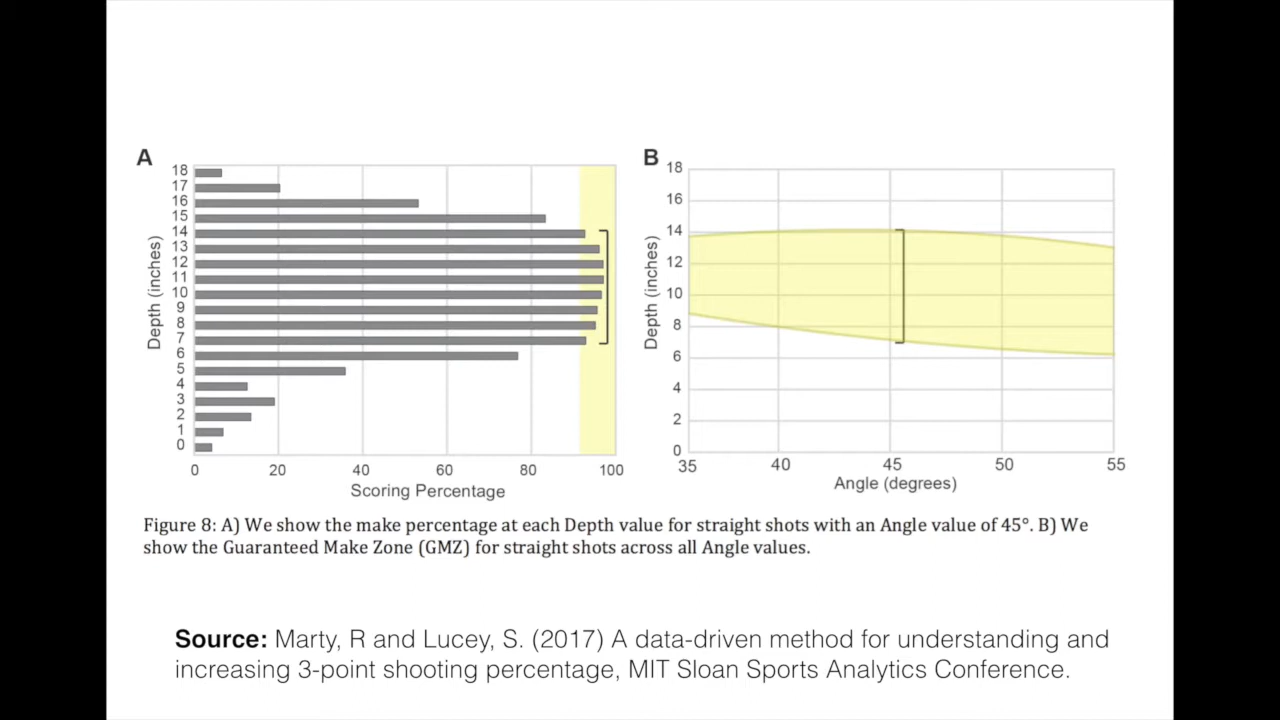 A
18
17
16
15
14
13
12
11
10
9
8
7
6
5
4
3
2
1
0
Depth (inches)
0 20 40 60 80 100
Scoring Percentage
B
18
16
14
12
10
8
6
4
2
0
Depth (inches)
35 40 45 50 55
Angle (degrees)
Figure 8: A) We show the make percentage at each Depth value for straight shots with an Angle value of 45°. B) We
show the Guaranteed Make Zone (GMZ) for straight shots across all Angle values.
Source: Marty, R and Lucey, S. (2017) A data-driven method for understanding and
increasing 3-point shooting percentage, MIT Sloan Sports Analytics Conference.